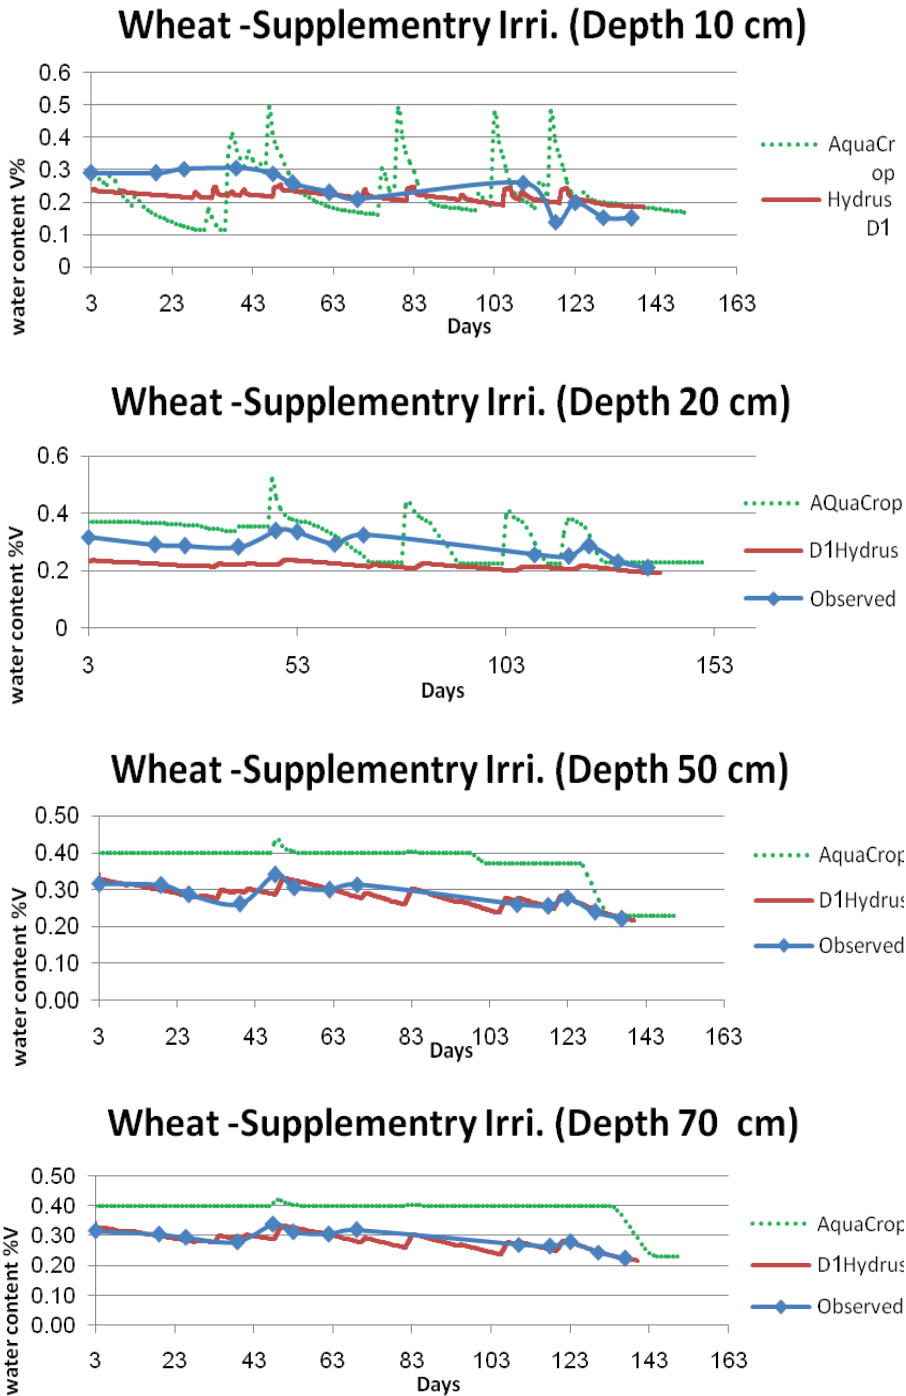 Wheat -Supplementry Irri. (Depth 10 cm)
water content V%
0.6
0.5
0.4
0.3
0.2
0.1
0
3 23 43 63 83 103 123 143 163
Days
AquaCr
op
Hydrus
D1
Wheat -Supplementry Irri. (Depth 20 cm)
water content %V
0.6
0.4
0.2
0
3 53 103 153
Days
AQuaCrop
D1Hydrus
Observed
Wheat -Supplementry Irri. (Depth 50 cm)
water content %V
0.50
0.40
0.30
0.20
0.10
0.00
3 23 43 63 83 103 123 143 163
Days
AquaCrop
D1Hydrus
Observed
Wheat -Supplementry Irri. (Depth 70 cm)
water content %V
0.50
0.40
0.30
0.20
0.10
0.00
3 23 43 63 83 103 123 143 163
Days
AquaCrop
D1Hydrus
Observed